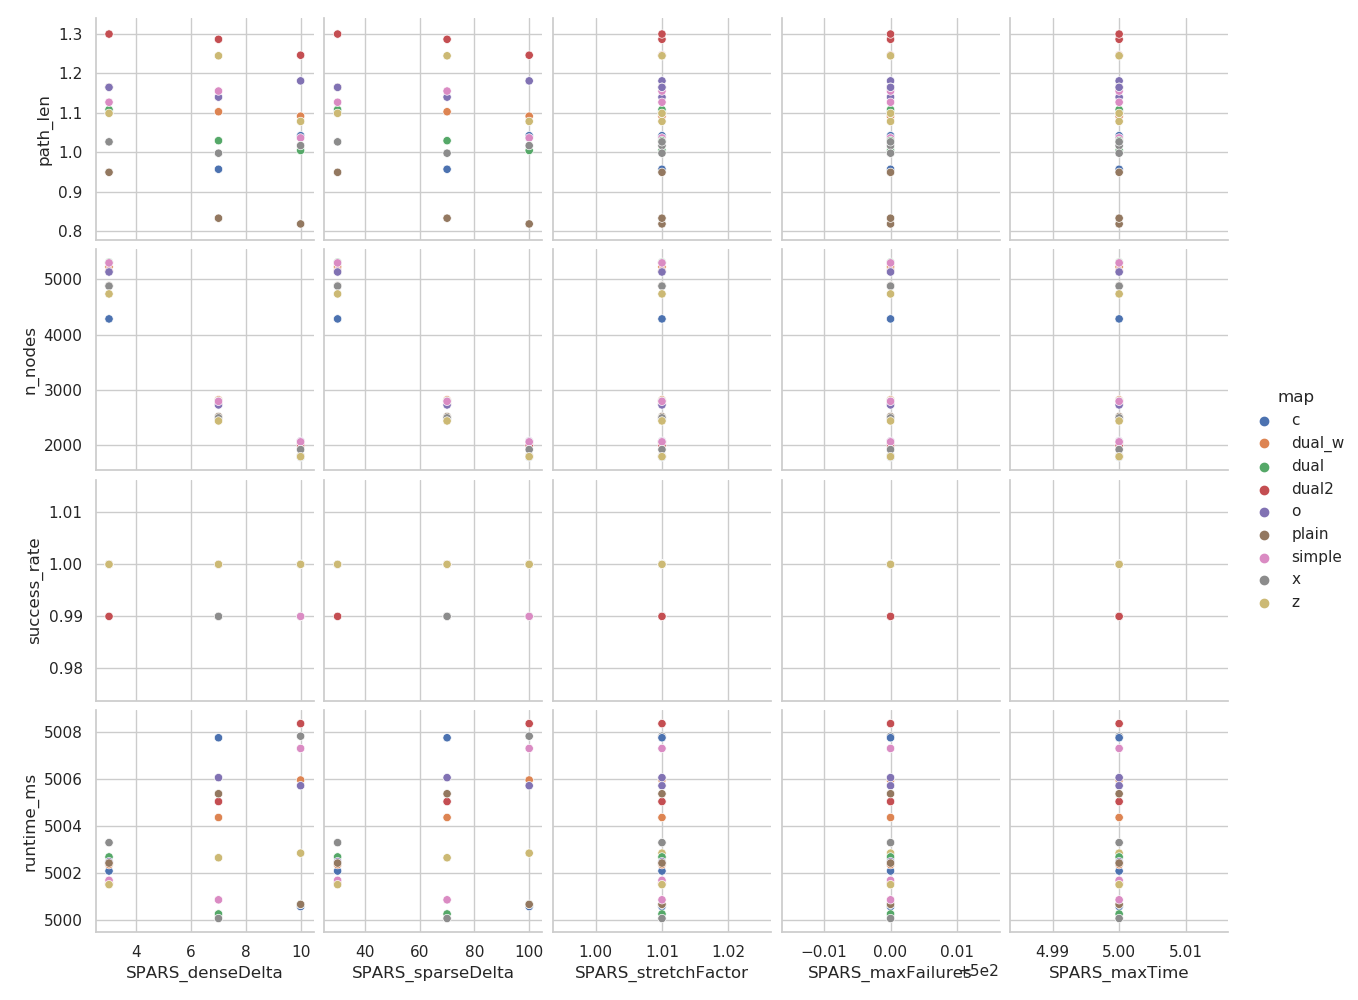 1.3
1.2
1.1
1.0
0.9
0.8
path_len
5000
4000
3000
2000
n_nodes
1.01
1.00
0.99
0.98
success_rate
5008
5006
5004
5002
5000
runtime_ms
4 6 8 10
SPARS_denseDelta
40 60 80 100
SPARS_sparseDelta
1.00 1.01 1.02
SPARS_stretchFactor
−0.01 0.00 0.01
+5e2
SPARS_maxFailures
4.99 5.00 5.01
SPARS_maxTime
map
c
dual_w
dual
dual2
o
plain
simple
x
z